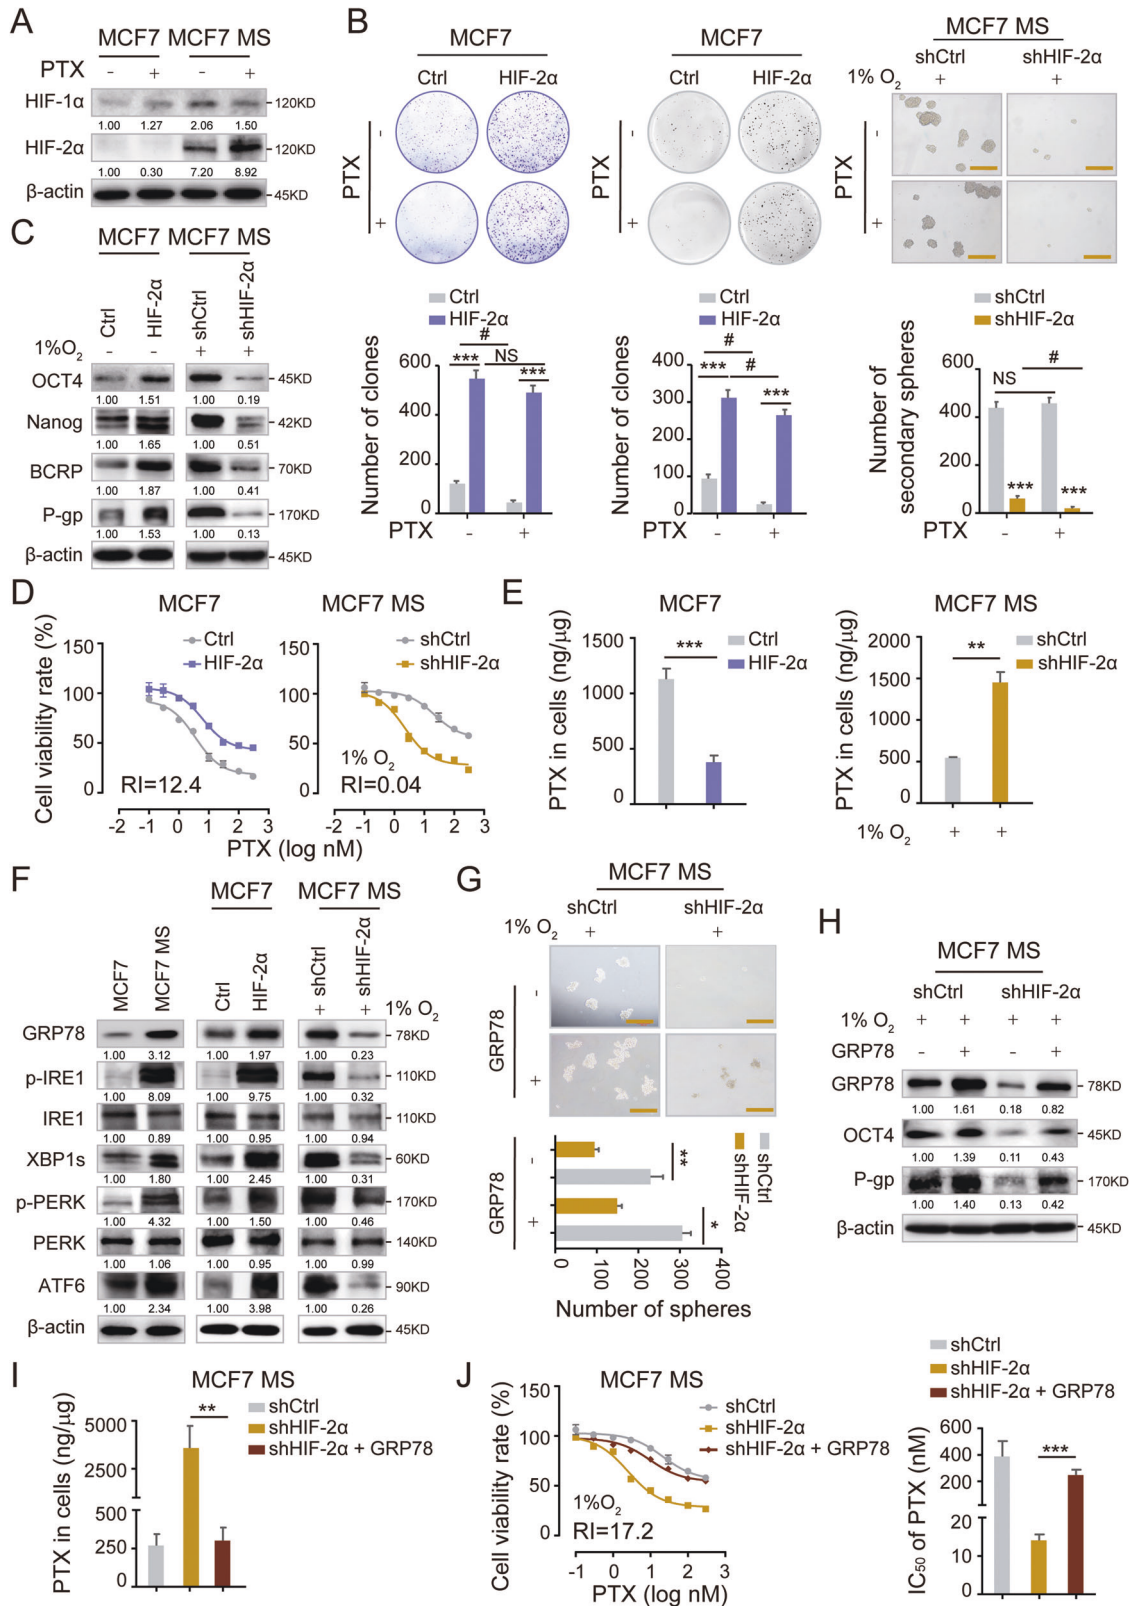 A
MCF7 MCF7 MS
PTX - + - +
HIF-1α 120KD
1.00 1.27 2.06 1.50
HIF-2α 120KD
1.00 0.30 7.20 8.92
β-actin 45KD
B
MCF7
Ctrl HIF-2α
PTX
-
+
MCF7
Ctrl HIF-2α
PTX
-
+
MCF7 MS
shCtrl shHIF-2α
1% O2 + +
PTX
-
+
Ctrl
HIF-2α
Number of clones
600
400
200
0
#
*** NS
***
PTX - +
Ctrl
HIF-2α
Number of clones
400
300
200
100
0
#
*** #
***
PTX - +
shCtrl
shHIF-2α
Number of
secondary spheres
600
400
200
0
#
NS
***
***
PTX - +
C
MCF7 MCF7 MS
Ctrl HIF-2α shCtrl shHIF-2α
1%O2 - - + +
OCT4 45KD
1.00 1.51 1.00 0.19
Nanog 42KD
1.00 1.65 1.00 0.51
BCRP 70KD
1.00 1.87 1.00 0.41
P-gp 170KD
1.00 1.53 1.00 0.13
β-actin 45KD
D
MCF7
Ctrl
HIF-2α
Cell viability rate (%)
150
100
50
0
RI=12.4
-2 -1 0 1 2 3
MCF7 MS
shCtrl
shHIF-2α
150
100
50
0
1% O2
RI=0.04
-2 -1 0 1 2 3
PTX (log nM)
E
MCF7
Ctrl
HIF-2α
PTX in cells (ng/μg)
1500
1000
500
0
***
MCF7 MS
shCtrl
shHIF-2α
PTX in cells (ng/μg)
2000
1500
1000
500
0
**
1% O2 + +
F
MCF7 MCF7 MS
MCF7 MCF7 MS Ctrl HIF-2α shCtrl shHIF-2α
+ + 1% O2
GRP78 78KD
1.00 3.12 1.00 1.97 1.00 0.23
p-IRE1 110KD
1.00 8.09 1.00 9.75 1.00 0.32
IRE1 110KD
1.00 0.89 1.00 0.95 1.00 0.94
XBP1s 60KD
1.00 1.80 1.00 2.45 1.00 0.31
p-PERK 170KD
1.00 4.32 1.00 1.50 1.00 0.46
PERK 140KD
1.00 1.06 1.00 0.95 1.00 0.99
ATF6 90KD
1.00 2.34 1.00 3.98 1.00 0.26
β-actin 45KD
G
MCF7 MS
shCtrl shHIF-2α
1% O2 + +
GRP78
-
+
GRP78
-
+
**
*
shHIF-2α
shCtrl
0 100 200 300 400
Number of spheres
H
MCF7 MS
shCtrl shHIF-2α
1% O2 + + + +
GRP78 - + - +
GRP78 78KD
1.00 1.61 0.18 0.82
OCT4 45KD
1.00 1.39 0.11 0.43
P-gp 170KD
1.00 1.40 0.13 0.42
β-actin 45KD
I
MCF7 MS
shCtrl
shHIF-2α
shHIF-2α + GRP78
PTX in cells (ng/μg)
5000
2500
500
250
0
**
J
MCF7 MS
shCtrl
shHIF-2α
shHIF-2α + GRP78
Cell viability rate (%)
150
100
50
0
1%O2
RI=17.2
-1 0 1 2 3
PTX (log nM)
shCtrl
shHIF-2α
shHIF-2α + GRP78
IC50 of PTX (nM)
600
400
200
20
10
0
***